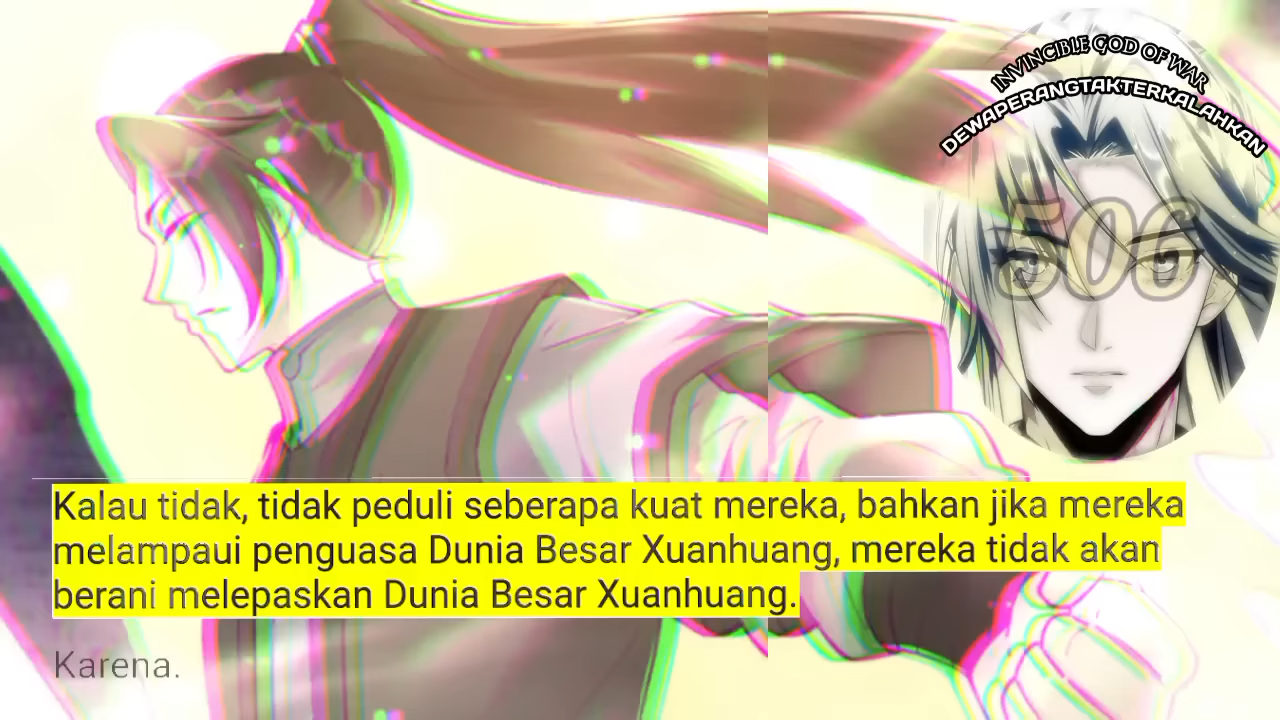 INVINCIBLE GOD OF WAR
DEWAPERANGTAKTERKALAHKAN
506
Kalau tidak, tidak peduli seberapa kuat mereka, bahkan jika mereka
melampaui penguasa Dunia Besar Xuanhuang, mereka tidak akan
berani melepaskan Dunia Besar Xuanhuang.
Karena.